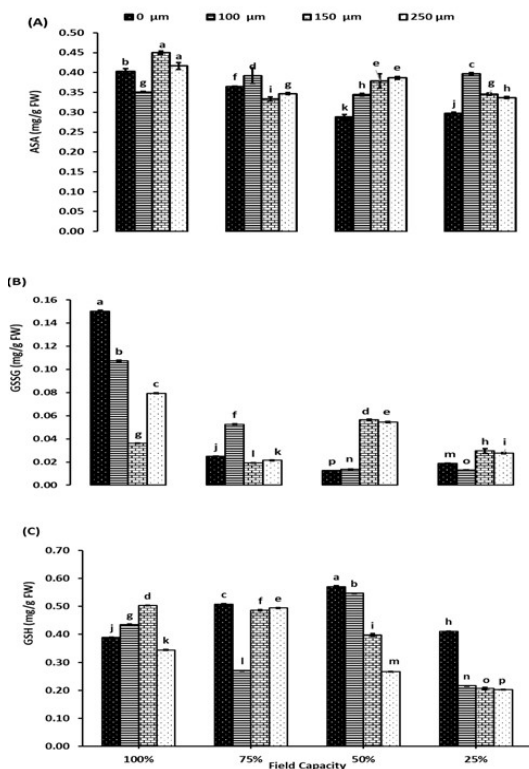 (A)
0 µm 100 µm 150 µm 250 µm
ASA (mg/g FW)
0.50
0.45
0.40
0.35
0.30
0.25
0.20
0.15
0.10
0.05
0.00
b g a a f d i g k h e e j c g h
(B)
GSSG (mg/g FW)
0.16
0.14
0.12
0.10
0.08
0.06
0.04
0.02
0.00
a b g c j f l k p n d e m o h i
(C)
GSH (mg/g FW)
0.70
0.60
0.50
0.40
0.30
0.20
0.10
0.00
j g d k c l f e a b i m h n o p
100% 75% 50% 25%
Field Capacity